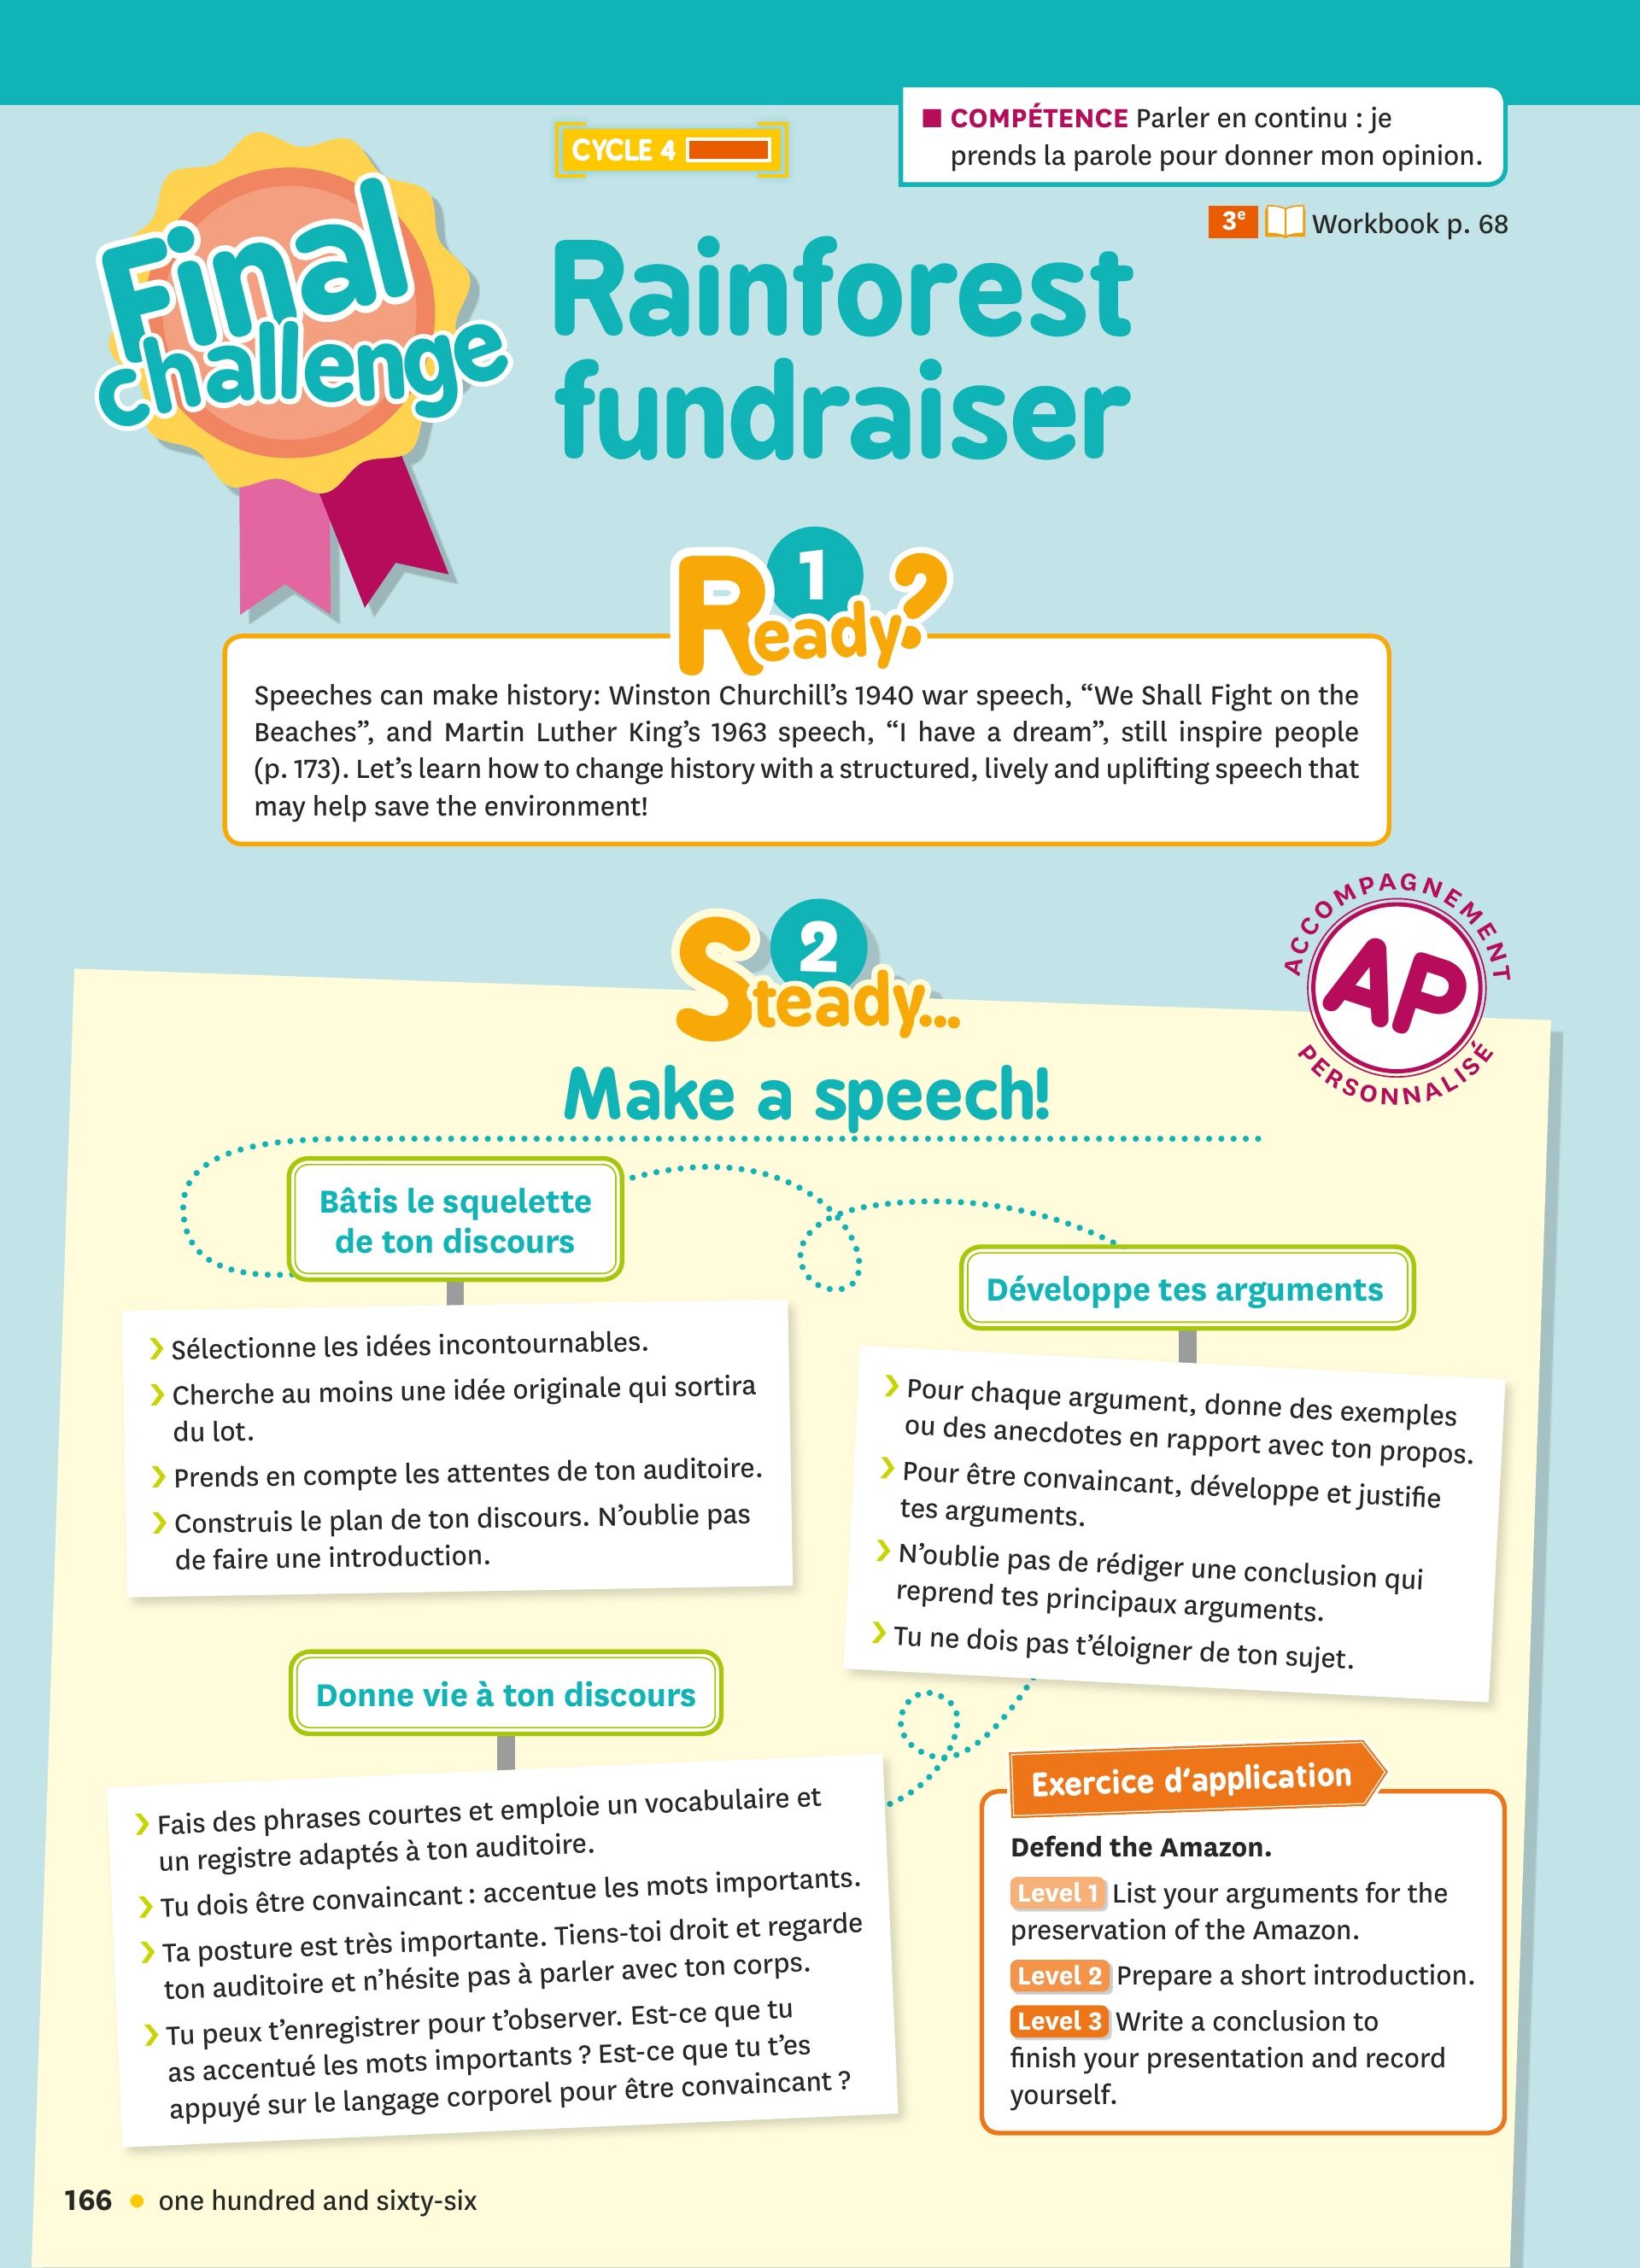 COMPÉTENCE Parler en continu : je
prends la parole pour donner mon opinion.
CYCLE 4
3e Workbook p. 68
Final
challenge
Rainforest
fundraiser
1
Ready?
Speeches can make history: Winston Churchill’s 1940 war speech, “We Shall Fight on the
Beaches”, and Martin Luther King’s 1963 speech, “I have a dream”, still inspire people
(p. 173). Let’s learn how to change history with a structured, lively and uplifting speech that
may help save the environment!
ACCOMPAGNEMENT
AP
PERSONNALISÉ
2
Steady...
Make a speech!
Bâtis le squelette
de ton discours
Sélectionne les idées incontournables.
Cherche au moins une idée originale qui sortira
du lot.
Prends en compte les attentes de ton auditoire.
Construis le plan de ton discours. N’oublie pas
de faire une introduction.
Développe tes arguments
Pour chaque argument, donne des exemples
ou des anecdotes en rapport avec ton propos.
Pour être convaincant, développe et justifie
tes arguments.
N’oublie pas de rédiger une conclusion qui
reprend tes principaux arguments.
Tu ne dois pas t’éloigner de ton sujet.
Donne vie à ton discours
Fais des phrases courtes et emploie un vocabulaire et
un registre adaptés à ton auditoire.
Tu dois être convaincant : accentue les mots importants.
Ta posture est très importante. Tiens-toi droit et regarde
ton auditoire et n’hésite pas à parler avec ton corps.
Tu peux t’enregistrer pour t’observer. Est-ce que tu
as accentué les mots importants ? Est-ce que tu t’es
appuyé sur le langage corporel pour être convaincant ?
Exercice d’application
Defend the Amazon.
Level 1 List your arguments for the
preservation of the Amazon.
Level 2 Prepare a short introduction.
Level 3 Write a conclusion to
finish your presentation and record
yourself.
166 • one hundred and sixty-six